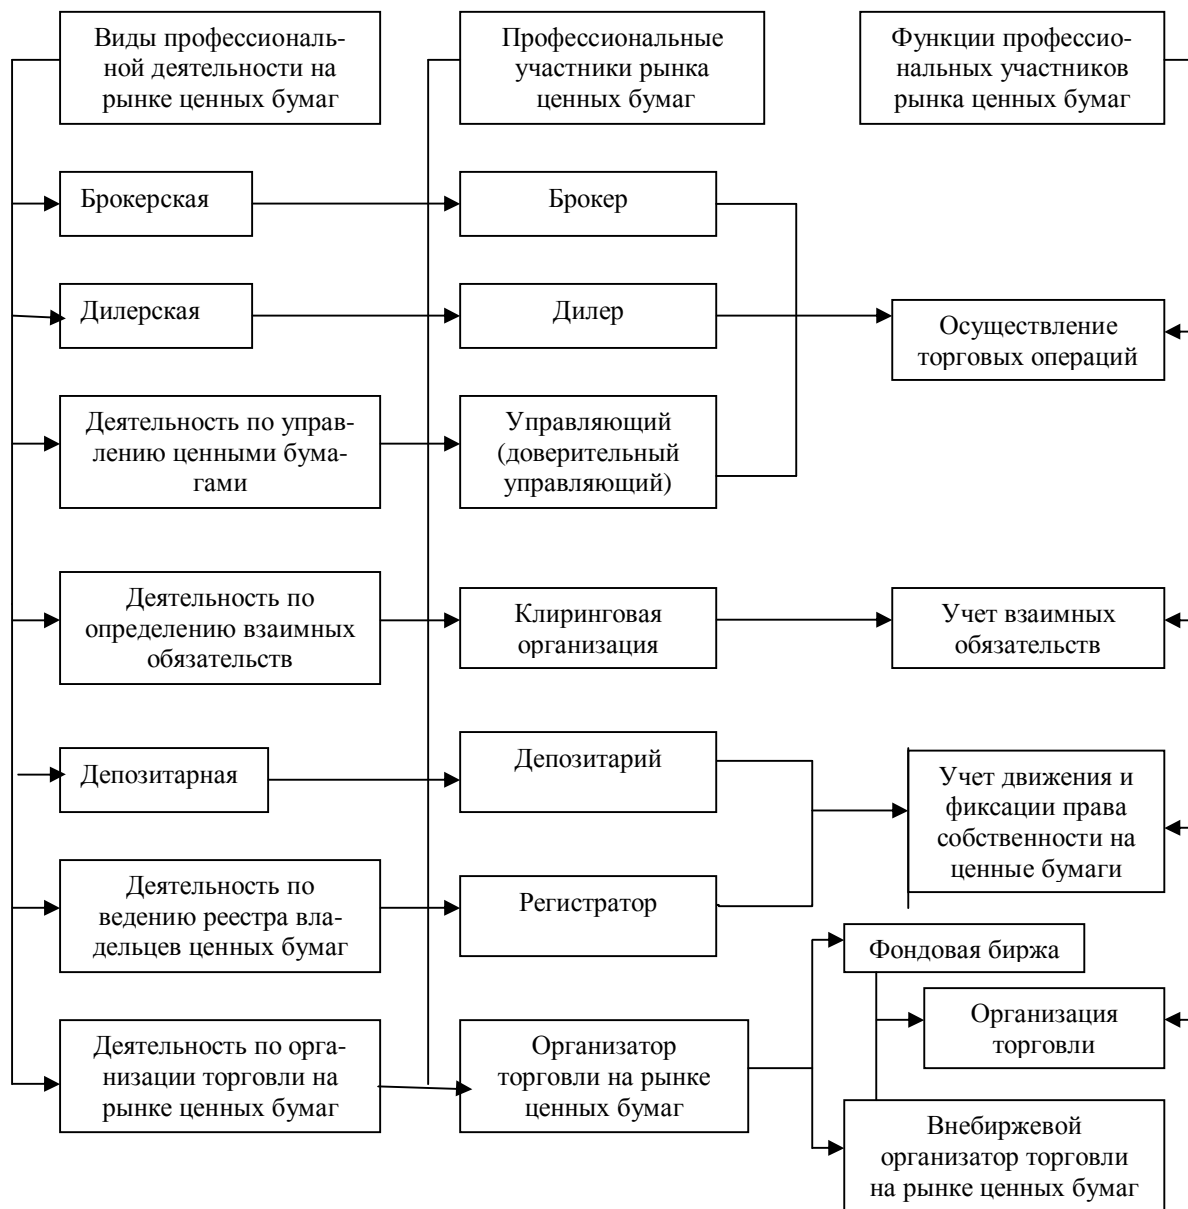 Виды профессиональ-
ной деятельности на
рынке ценных бумаг
Профессиональные
участники рынка
ценных бумаг
Функции профессио-
нальных участников
рынка ценных бумаг
Брокерская
Брокер
Дилерская
Дилер
Осуществление
торговых операций
Деятельность по управ-
лению ценными бума-
гами
Управляющий
(доверительный
управляющий)
Деятельность по
определению взаимных
обязательств
Клиринговая
организация
Учет взаимных
обязательств
Депозитарная
Депозитарий
Учет движения и
фиксации права
собственности на
ценные бумаги
Деятельность по
ведению реестра вла-
дельцев ценных бумаг
Регистратор
Фондовая биржа
Организация
торговли
Деятельность по орга-
низации торговли на
рынке ценных бумаг
Организатор
торговли на рынке
ценных бумаг
Внебиржевой
организатор торговли
на рынке ценных бумаг